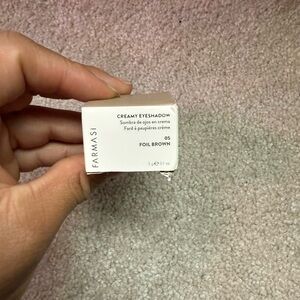 FARMASI
CREAMY EYESHADOW
Sombra de ojos en crema
Fard à paupières crème
05
FOIL BROWN